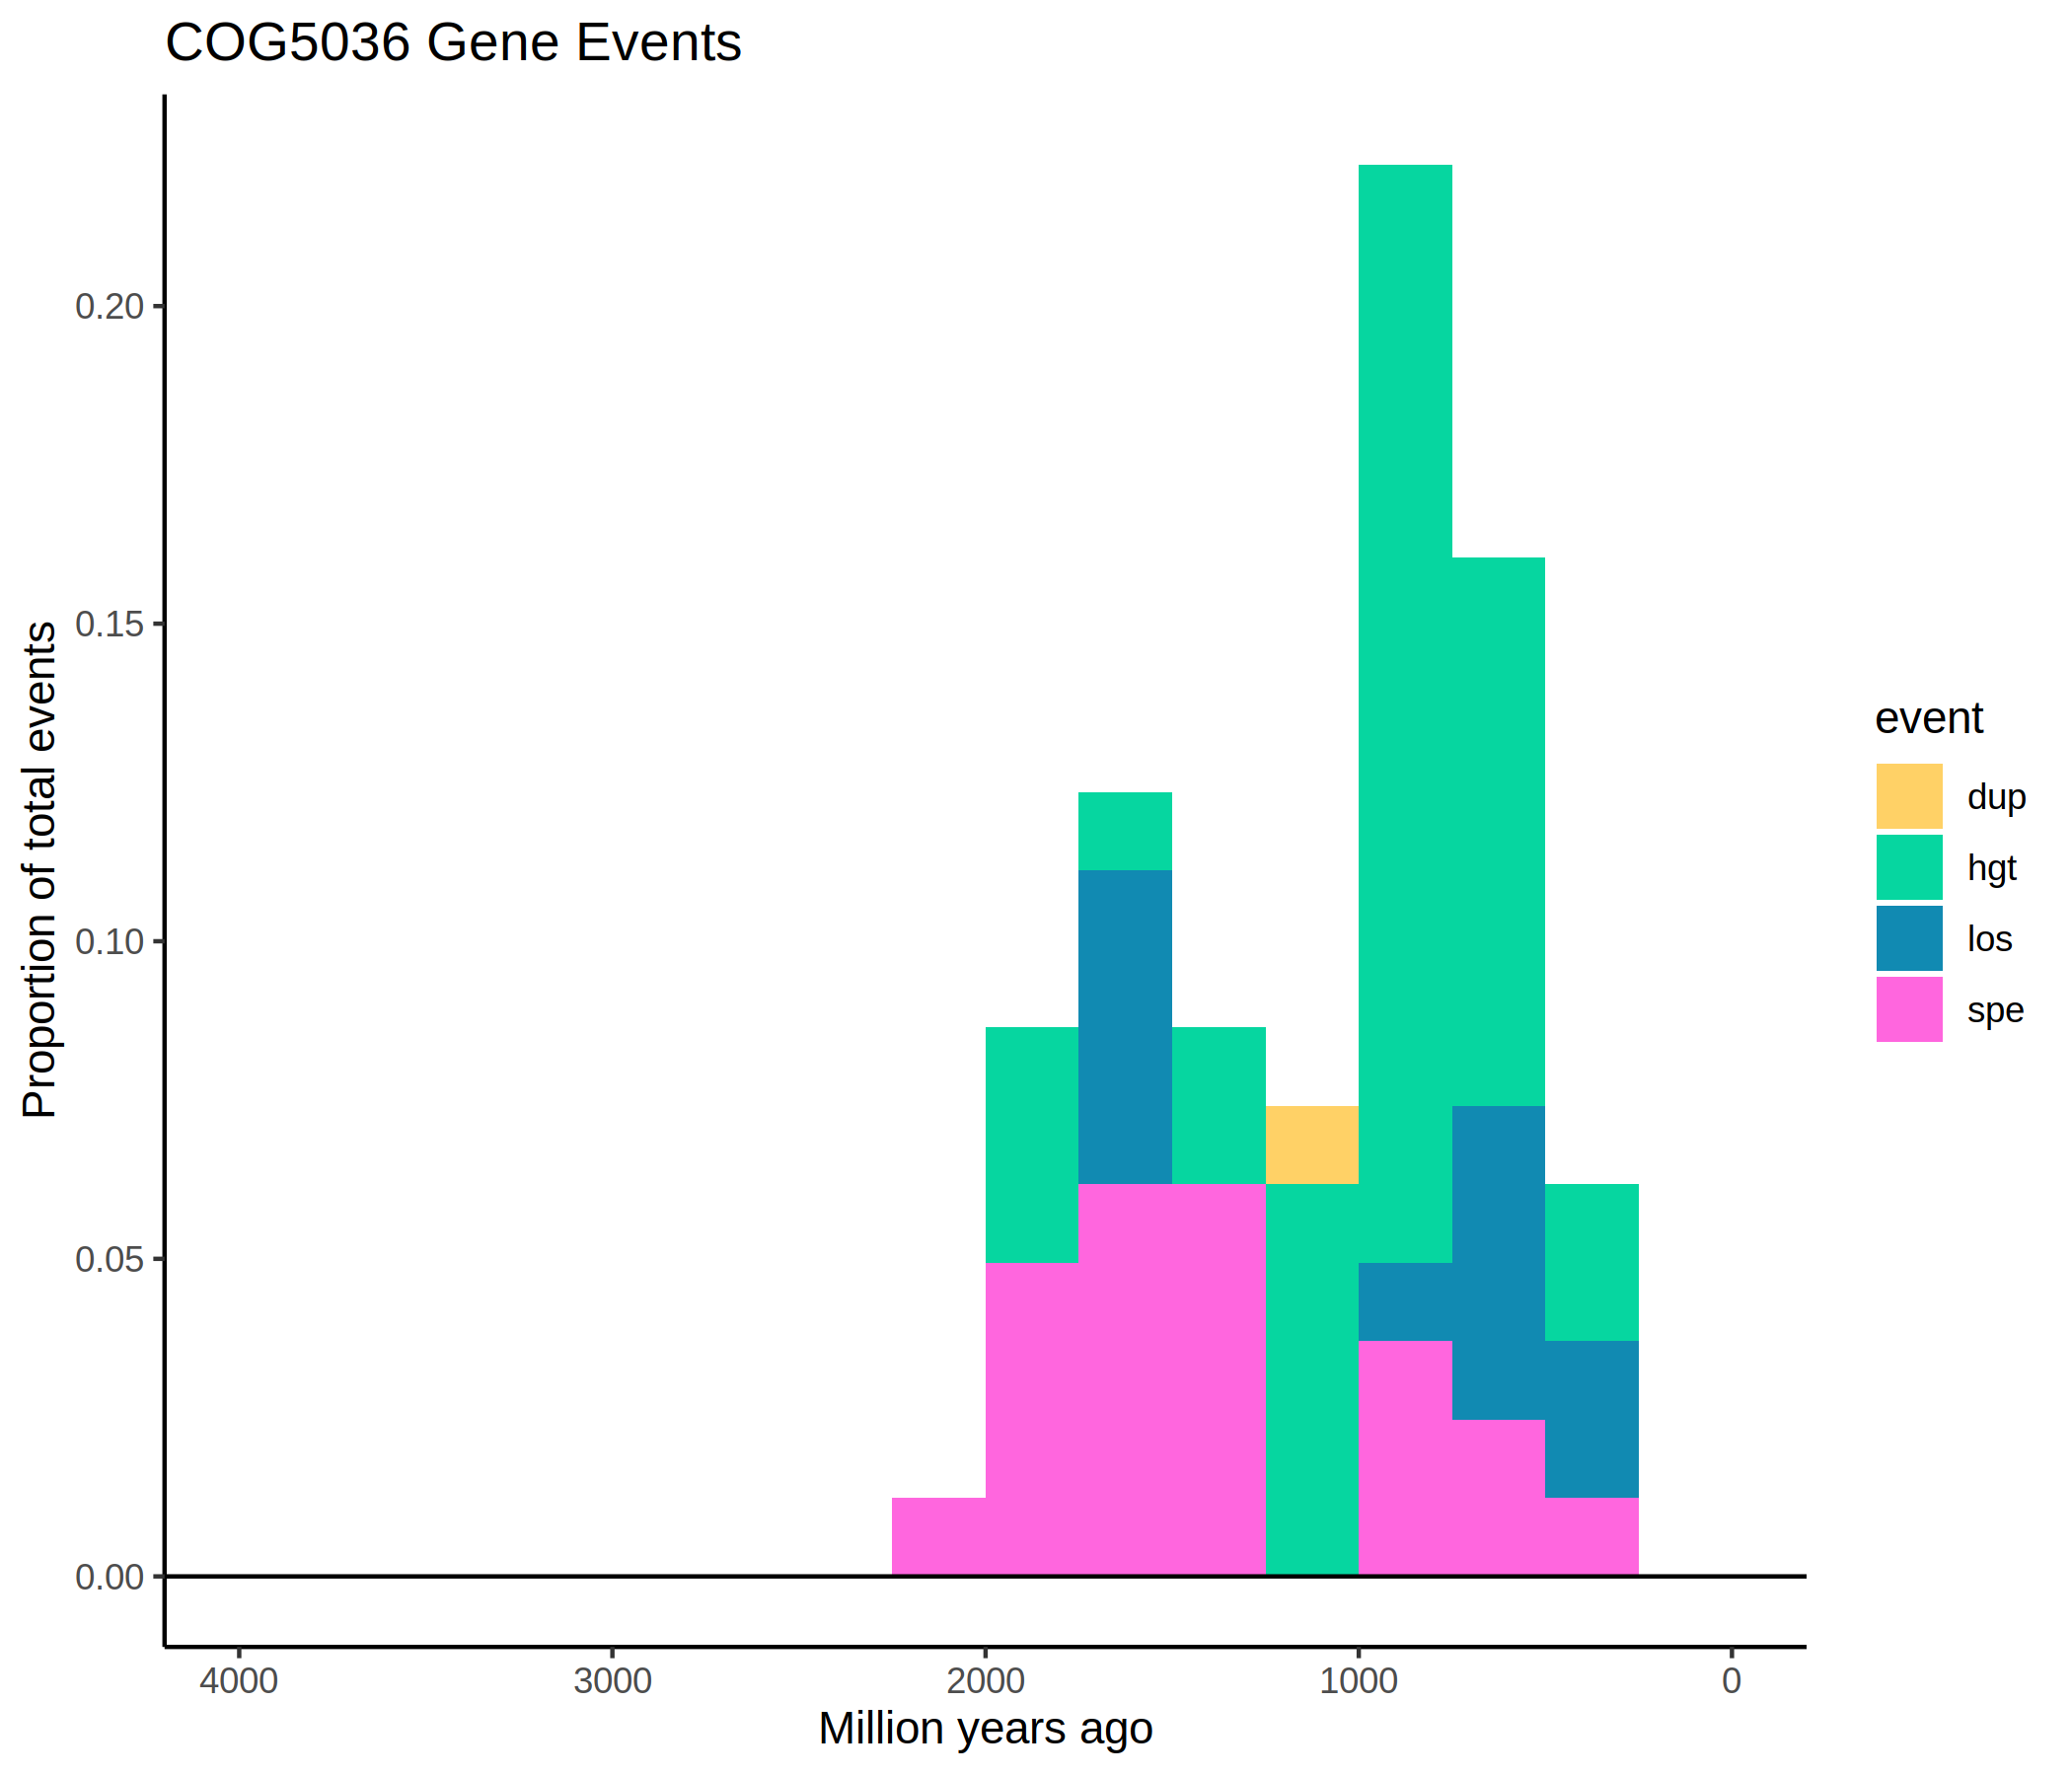 COG5036 Gene Events
Proportion of total events
0.20
0.15
0.10
0.05
0.00
4000 3000 2000 1000 0
Million years ago
event
dup
hgt
los
spe